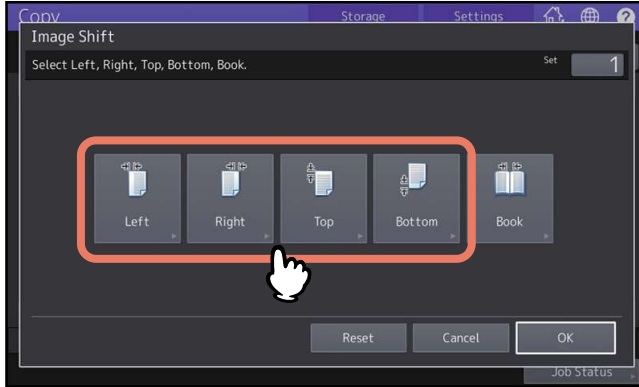 Copy
Storage
Settings
Image Shift
Select Left, Right, Top, Bottom, Book.
Set
1
Left
Right
Top
Bottom
Book
Reset
Cancel
OK
Job Status